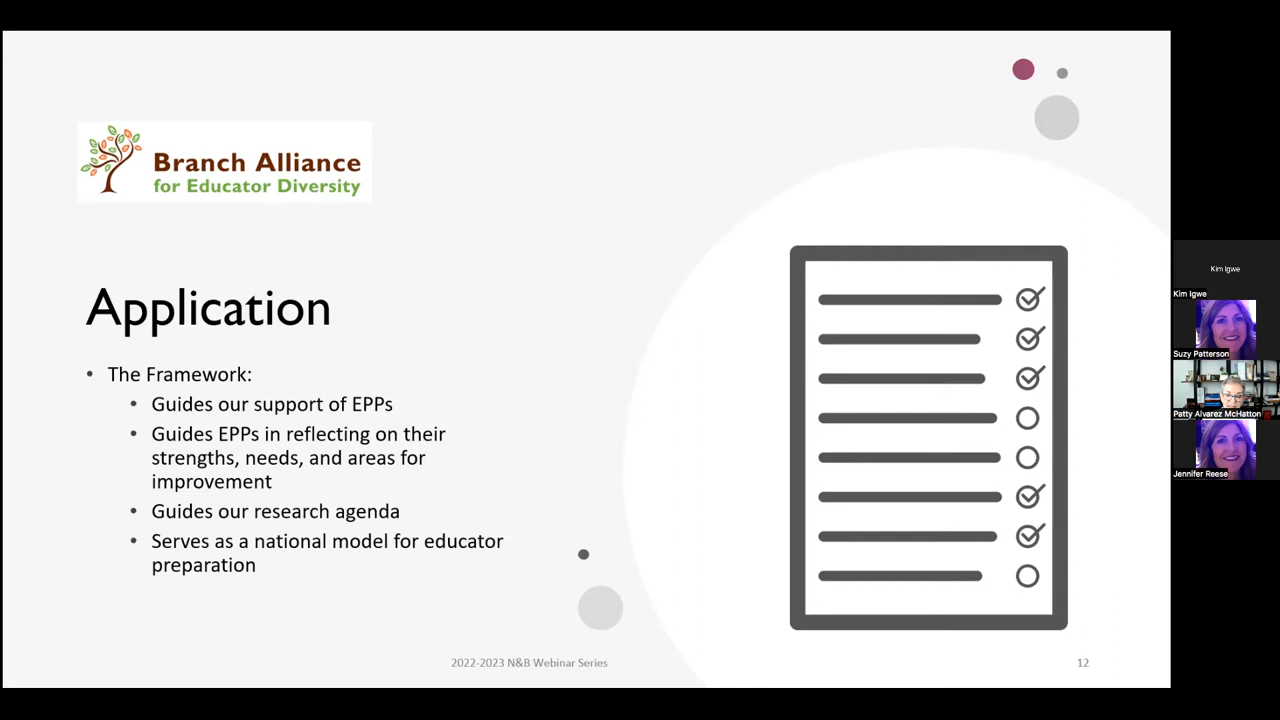 Branch Alliance
for Educator Diversity
Application
• The Framework:
• Guides our support of EPPs
• Guides EPPs in reflecting on their
strengths, needs, and areas for
improvement
• Guides our research agenda
• Serves as a national model for educator
preparation
2022-2023 N&B Webinar Series
12
Kim Igwe
Kim Igwe
Suzy Patterson
Patty Alvarez McHatton
Jennifer Reese